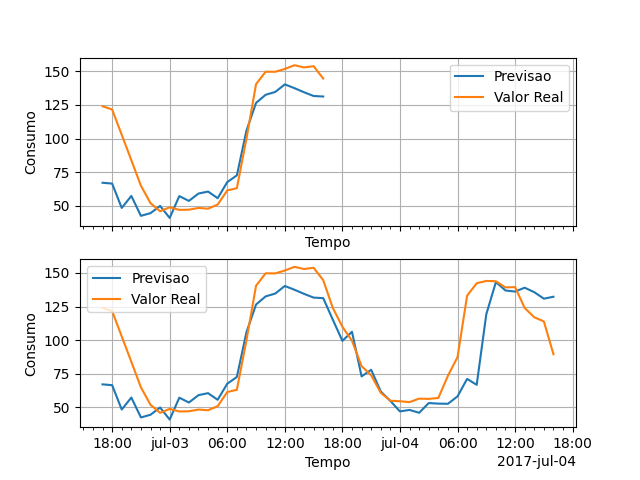 150
125
100
75
50
Consumo
Previsao
Valor Real
Tempo
150
125
100
75
50
Consumo
Previsao
Valor Real
18:00 jul-03 06:00 12:00 18:00 jul-04 06:00 12:00 18:00
Tempo
2017-jul-04